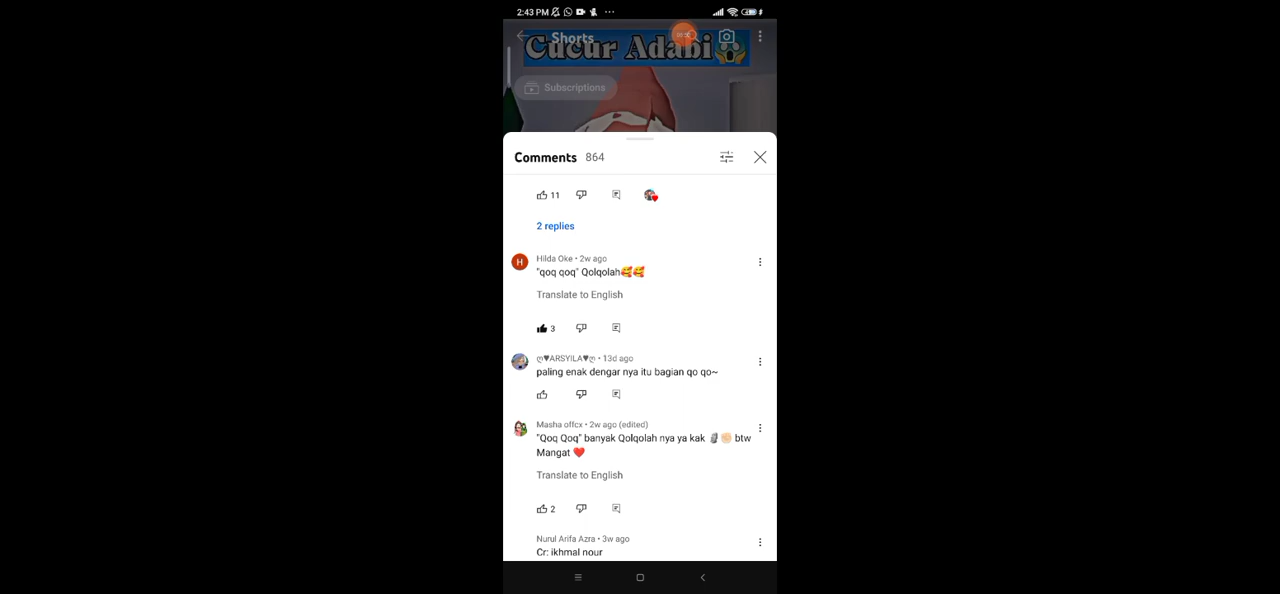 2:43 PM
Shorts
Cucur Adabi
Subscriptions
Comments 864
11
2 replies
Hilda Oke • 2w ago
"qoq qoq" Qolqolah🥰🥰
Translate to English
3
ღ♥ARSYILA♥ღ • 13d ago
paling enak dengar nya itu bagian qo qo~
Masha offcx • 2w ago (edited)
"Qoq Qoq" banyak Qolqolah nya ya kak 🗿✊🏻 btw
Mangat ❤️
Translate to English
2
Nurul Arifa Azra • 3w ago
Cr: ikhmal nour